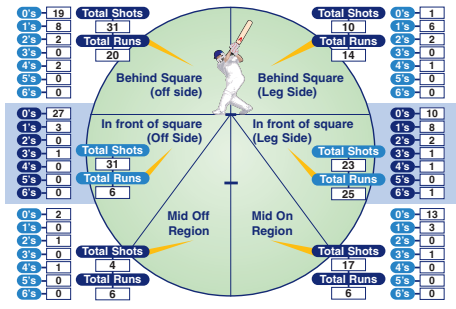 0's 19
1's 8
2's 2
3's 0
4's 2
5's 0
6's 0
Total Shots
31
Total Runs
20
Behind Square
(off side)
Total Shots
10
Total Runs
14
Behind Square
(Leg Side)
0's 1
1's 6
2's 2
3's 0
4's 1
5's 0
6's 0
0's 27
1's 3
2's 0
3's 1
4's 0
5's 0
6's 0
In front of square
(Off Side)
Total Shots
31
Total Runs
6
In front of square
(Leg Side)
Total Shots
23
Total Runs
25
0's 10
1's 8
2's 2
3's 1
4's 1
5's 0
6's 1
0's 2
1's 0
2's 1
3's 0
4's 1
5's 0
6's 0
Mid Off
Region
Total Shots
4
Total Runs
6
Mid On
Region
Total Shots
17
Total Runs
6
0's 13
1's 3
2's 0
3's 1
4's 0
5's 0
6's 0